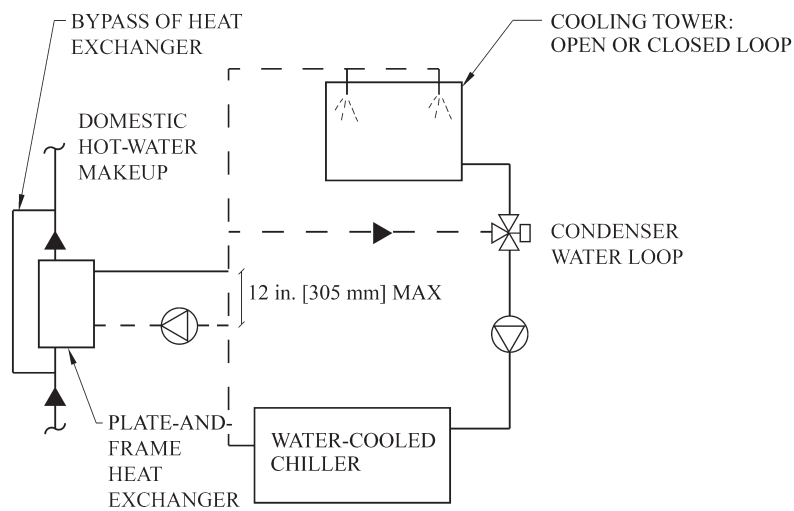 BYPASS OF HEAT
EXCHANGER
COOLING TOWER:
OPEN OR CLOSED LOOP
DOMESTIC
HOT-WATER
MAKEUP
CONDENSER
WATER LOOP
12 in. [305 mm] MAX
PLATE-AND-
FRAME
HEAT
EXCHANGER
WATER-COOLED
CHILLER